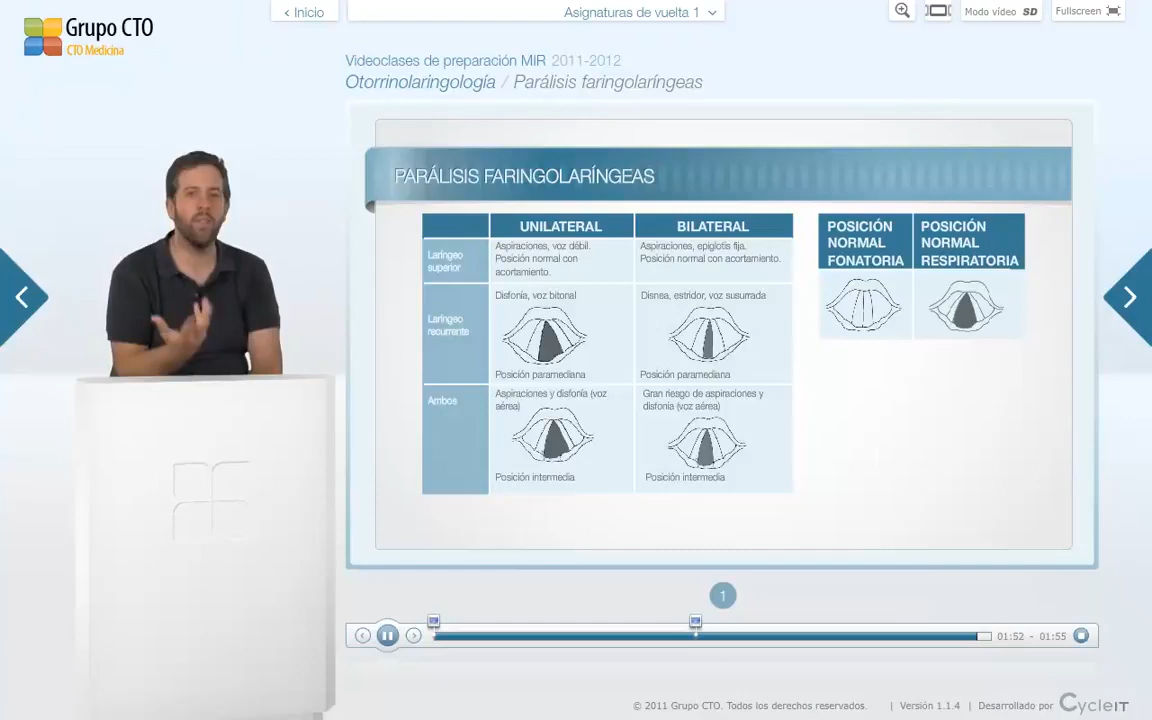 Grupo CTO
CTO Medicina
‹ Inicio
Asignaturas de vuelta 1
Modo vídeo SD
Fullscreen
Videoclases de preparación MIR 2011-2012
Otorrinolaringología / Parálisis faringolaríngeas
PARÁLISIS FARINGOLARÍNGEAS
UNILATERAL
BILATERAL
Laríngeo
superior
Aspiraciones, voz débil.
Posición normal con
acortamiento.
Aspiraciones, epiglotis fija.
Posición normal con acortamiento.
Laríngeo
recurrente
Disfonía, voz bitonal
Posición paramediana
Disnea, estridor, voz susurrada
Posición paramediana
Ambos
Aspiraciones y disfonía (voz
aérea)
Posición intermedia
Gran riesgo de aspiraciones y
disfonía (voz aérea)
Posición intermedia
POSICIÓN
NORMAL
FONATORIA
POSICIÓN
NORMAL
RESPIRATORIA
1
01:52 - 01:55
© 2011 Grupo CTO. Todos los derechos reservados. | Versión 1.1.4 | Desarrollado por CycleIT